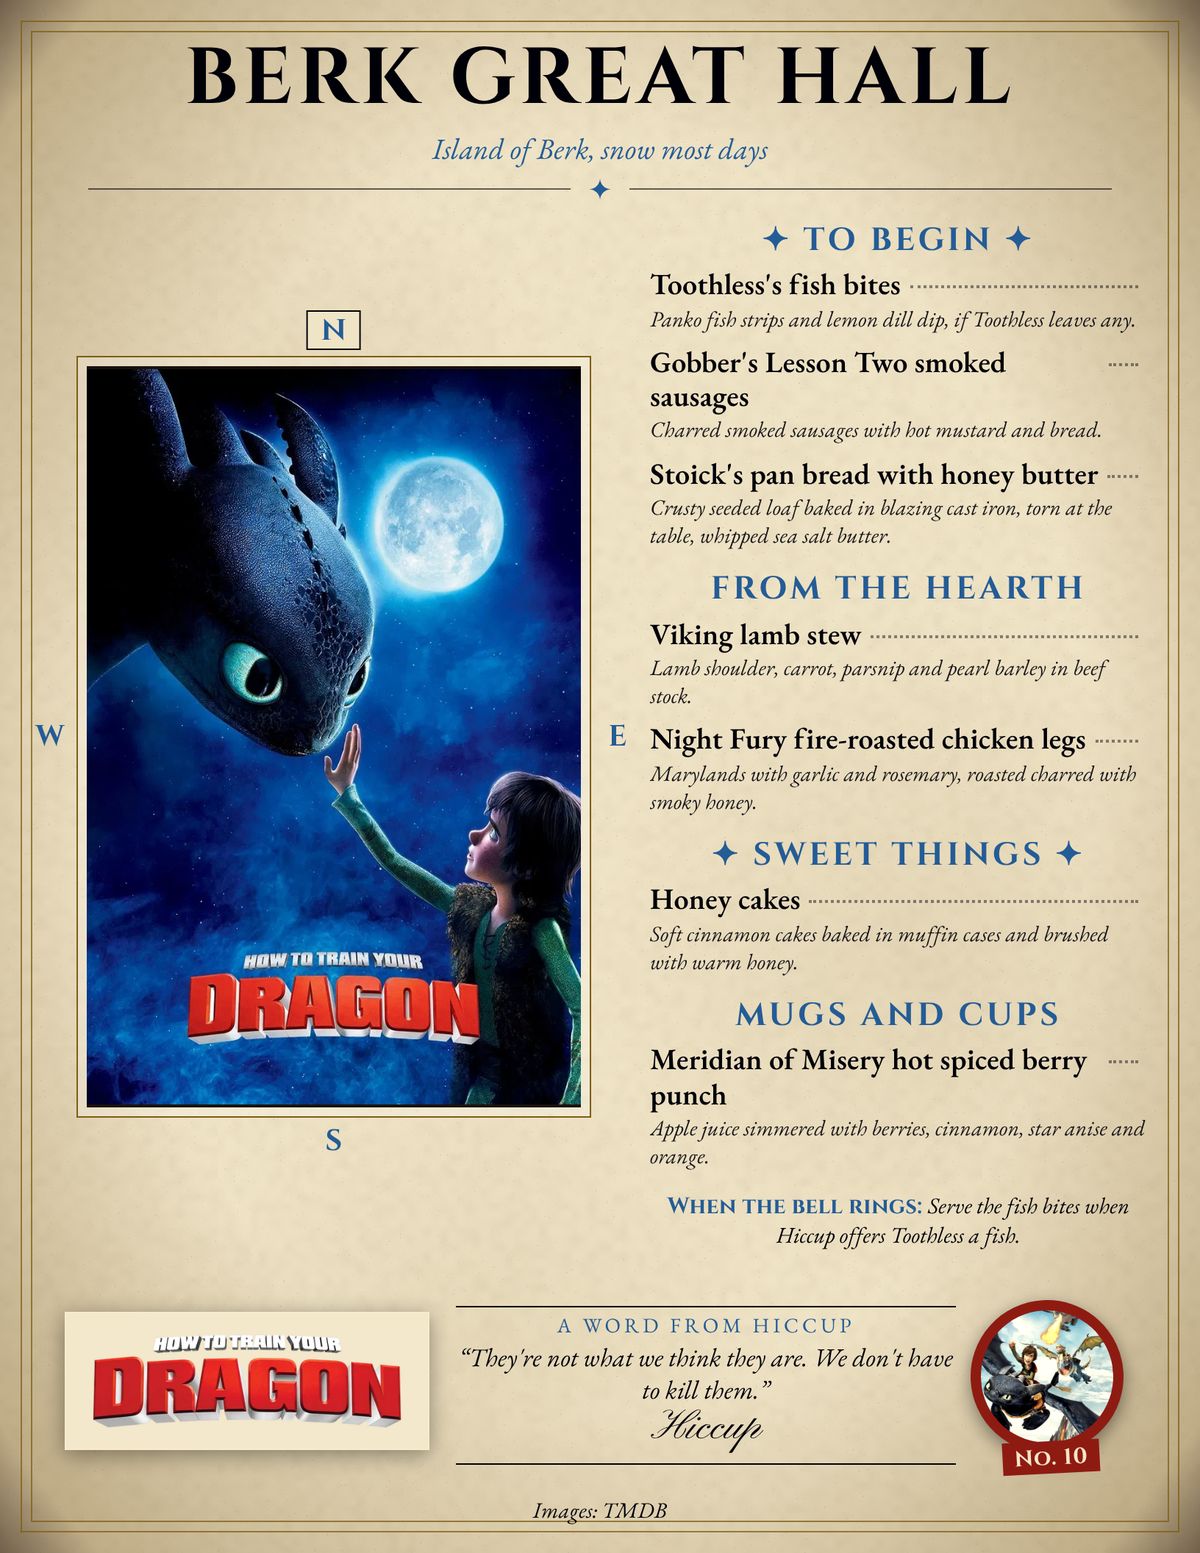 BERK GREAT HALL
Island of Berk, snow most days
TO BEGIN
Toothless's fish bites
Panko fish strips and lemon dill dip, if Toothless leaves any.
Gobber's Lesson Two smoked
sausages
Charred smoked sausages with hot mustard and bread.
Stoick's pan bread with honey butter
Crusty seeded loaf baked in blazing cast iron, torn at the
table, whipped sea salt butter.
FROM THE HEARTH
Viking lamb stew
Lamb shoulder, carrot, parsnip and pearl barley in beef
stock.
Night Fury fire-roasted chicken legs
Marylands with garlic and rosemary, roasted charred with
smoky honey.
SWEET THINGS
Honey cakes
Soft cinnamon cakes baked in muffin cases and brushed
with warm honey.
MUGS AND CUPS
Meridian of Misery hot spiced berry
punch
Apple juice simmered with berries, cinnamon, star anise and
orange.
WHEN THE BELL RINGS: Serve the fish bites when
Hiccup offers Toothless a fish.
N
W
E
HOW TO TRAIN YOUR
DRAGON
S
HOW TO TRAIN YOUR
DRAGON
A WORD FROM HICCUP
“They're not what we think they are. We don't have
to kill them.”
Hiccup
No. 10
Images: TMDB